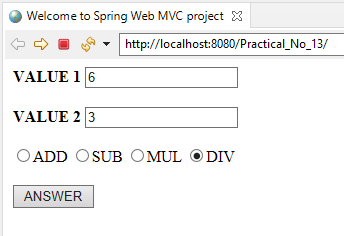 Welcome to Spring Web MVC project
http://localhost:8080/Practical_No_13/
VALUE 1 6
VALUE 2 3
ADD SUB MUL DIV
ANSWER